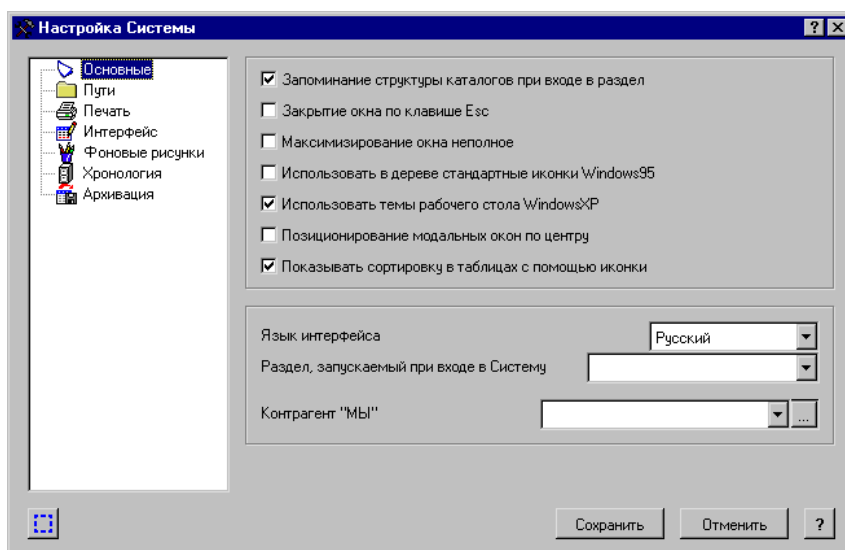 Настройка Системы
Основные
Пути
Печать
Интерфейс
Фоновые рисунки
Хронология
Архивация
Запоминание структуры каталогов при входе в раздел
Закрытие окна по клавише Esc
Максимизирование окна неполное
Использовать в дереве стандартные иконки Windows95
Использовать темы рабочего стола WindowsXP
Позиционирование модальных окон по центру
Показывать сортировку в таблицах с помощью иконки
Язык интерфейса Русский
Раздел, запускаемый при входе в Систему
Контрагент "МЫ" ...
Сохранить Отменить ?